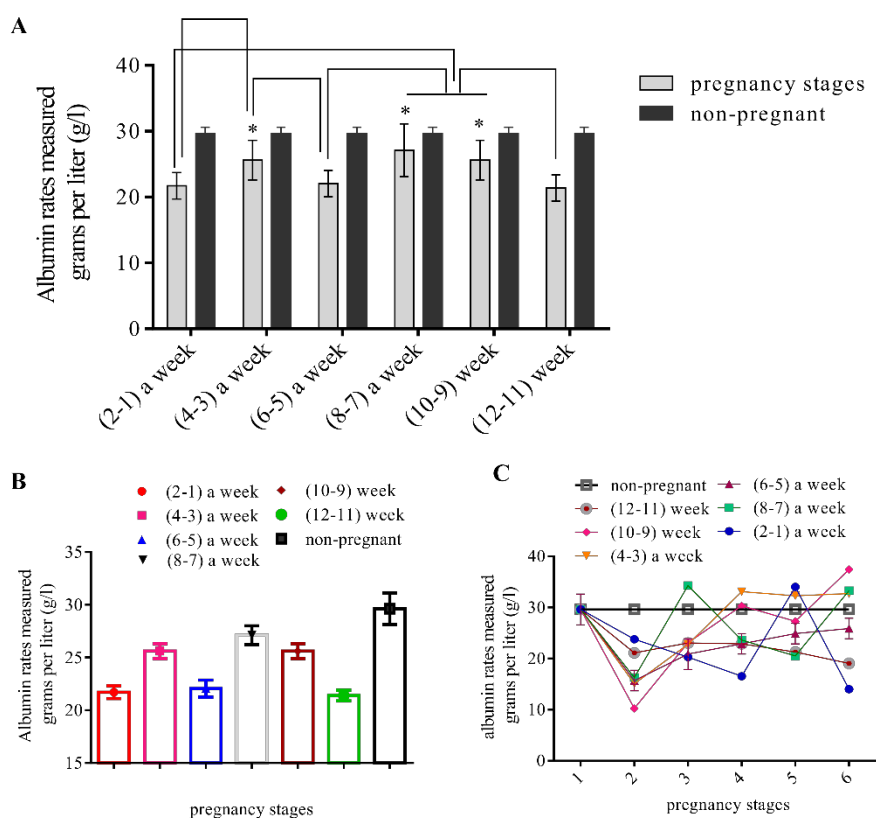 A
Albumin rates measured
grams per liter (g/l)
40
30
20
10
0
*
*
*
pregnancy stages
non-pregnant
(2-1) a week
(4-3) a week
(6-5) a week
(8-7) a week
(10-9) week
(12-11) week
B
(2-1) a week
(4-3) a week
(6-5) a week
(8-7) a week
(10-9) week
(12-11) week
non-pregnant
Albumin rates measured
grams per liter (g/l)
35
30
25
20
15
pregnancy stages
C
non-pregnant
(12-11) week
(10-9) week
(4-3) a week
(6-5) a week
(8-7) a week
(2-1) a week
albumin rates measured
grams per liter (g/l)
40
30
20
10
0
1
2
3
4
5
6
pregnancy stages